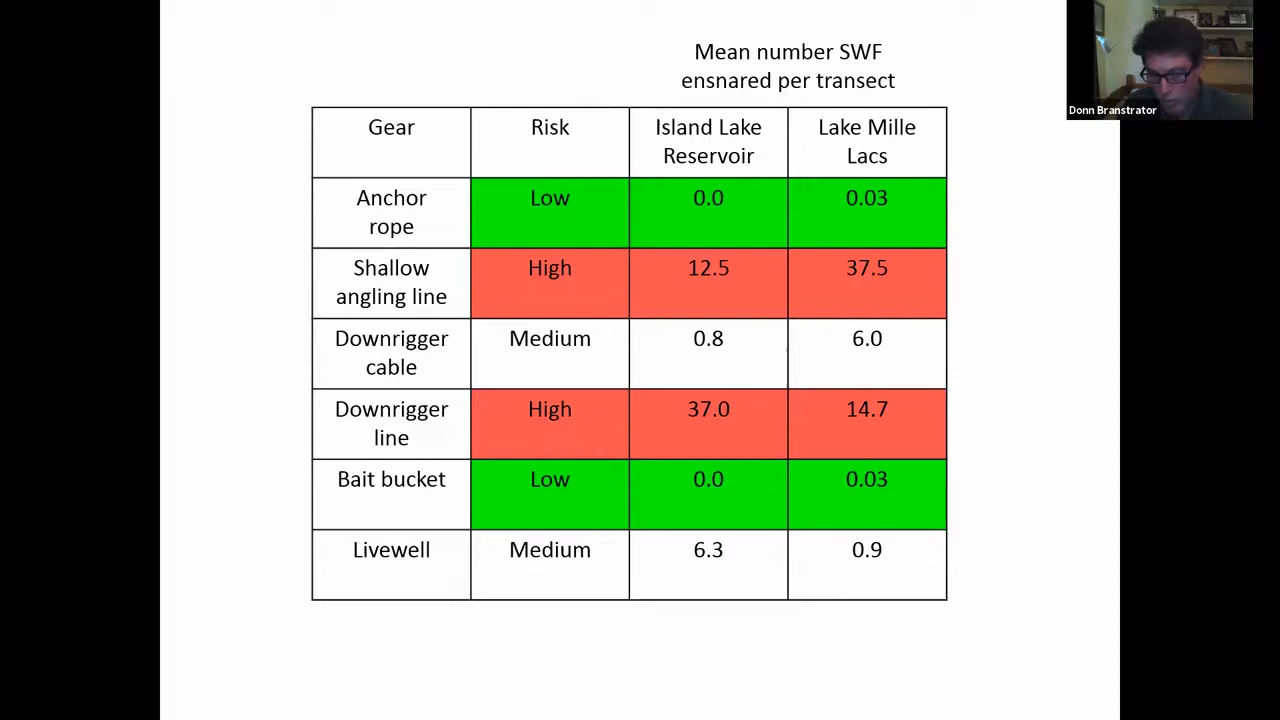 Mean number SWF
ensnared per transect
Donn Branstrator
Gear
Risk
Island Lake
Reservoir
Lake Mille
Lacs
Anchor
rope
Low
0.0
0.03
Shallow
angling line
High
12.5
37.5
Downrigger
cable
Medium
0.8
6.0
Downrigger
line
High
37.0
14.7
Bait bucket
Low
0.0
0.03
Livewell
Medium
6.3
0.9